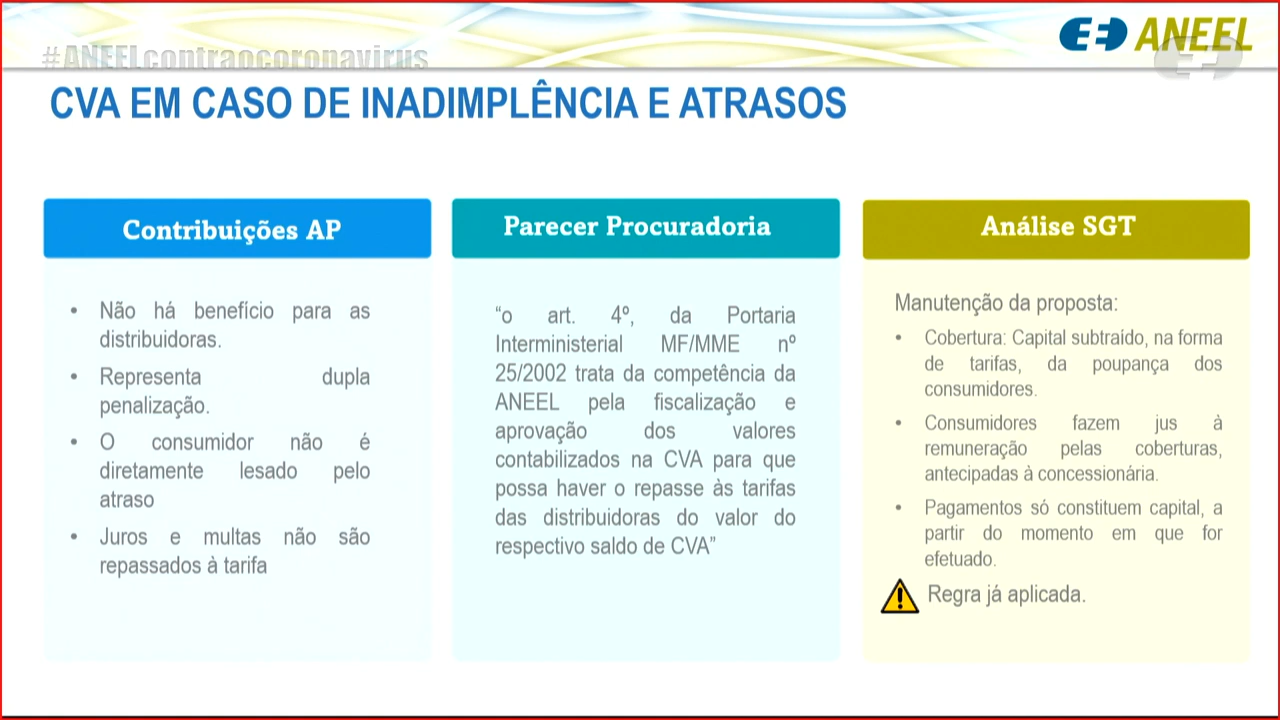 #ANEELcontraocoronavirus
ANEEL
CVA EM CASO DE INADIMPLÊNCIA E ATRASOS
Contribuições AP
• Não há benefício para as
distribuidoras.
• Representa dupla
penalização.
• O consumidor não é
diretamente lesado pelo
atraso
• Juros e multas não são
repassados à tarifa
Parecer Procuradoria
“o art. 4º, da Portaria
Interministerial MF/MME nº
25/2002 trata da competência da
ANEEL pela fiscalização e
aprovação dos valores
contabilizados na CVA para que
possa haver o repasse às tarifas
das distribuidoras do valor do
respectivo saldo de CVA”
Análise SGT
Manutenção da proposta:
• Cobertura: Capital subtraído, na forma
de tarifas, da poupança dos
consumidores.
• Consumidores fazem jus à
remuneração pelas coberturas,
antecipadas à concessionária.
• Pagamentos só constituem capital, a
partir do momento em que for
efetuado.
Regra já aplicada.